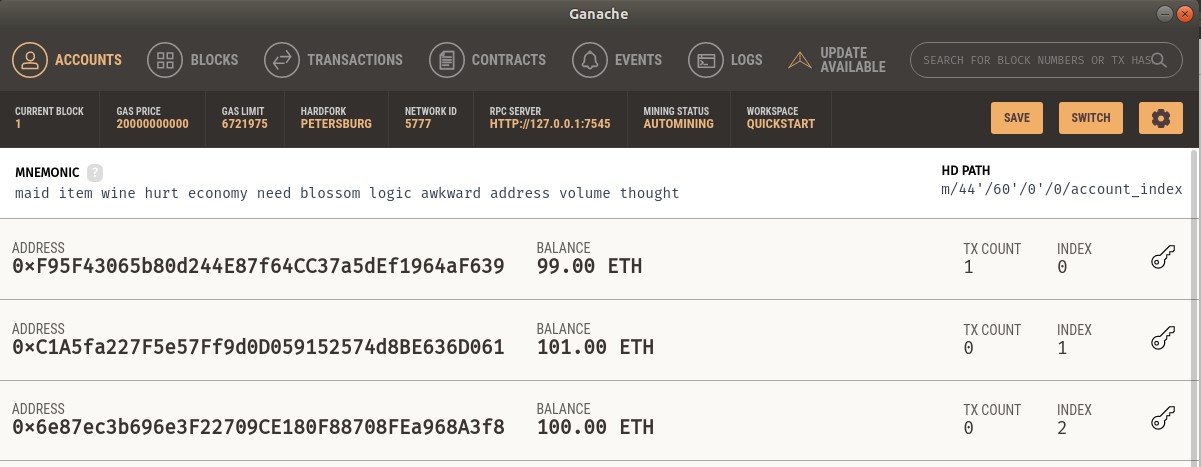 Ganache
ACCOUNTS BLOCKS TRANSACTIONS CONTRACTS EVENTS LOGS UPDATE AVAILABLE SEARCH FOR BLOCK NUMBERS OR TX HAS
CURRENT BLOCK GAS PRICE GAS LIMIT HARDFORK NETWORK ID RPC SERVER MINING STATUS WORKSPACE
1 20000000000 6721975 PETERSBURG 5777 HTTP://127.0.0.1:7545 AUTOMINING QUICKSTART
SAVE SWITCH
MNEMONIC ? HD PATH
maid item wine hurt economy need blossom logic awkward address volume thought m/44'/60'/0'/0/account_index
ADDRESS BALANCE TX COUNT INDEX
0×F95F43065b80d244E87f64CC37a5dEf1964aF639 99.00 ETH 1 0
ADDRESS BALANCE TX COUNT INDEX
0×C1A5fa227F5e57Ff9d0D059152574d8BE636D061 101.00 ETH 0 1
ADDRESS BALANCE TX COUNT INDEX
0×6e87ec3b696e3F22709CE180F88708FEa968A3f8 100.00 ETH 0 2